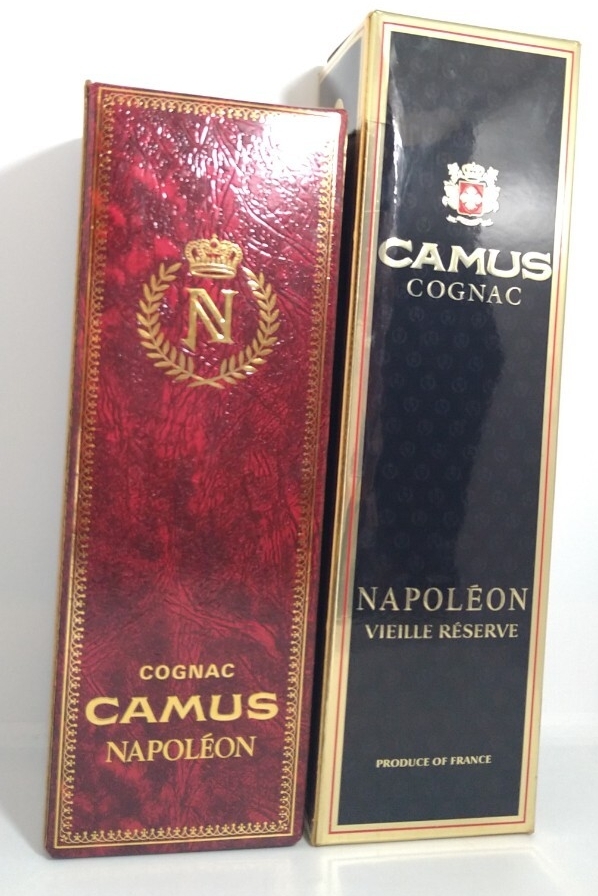 N
COGNAC
CAMUS
NAPOLÉON
CAMUS
COGNAC
NAPOLÉON
VIEILLE RÉSERVE
PRODUCE OF FRANCE